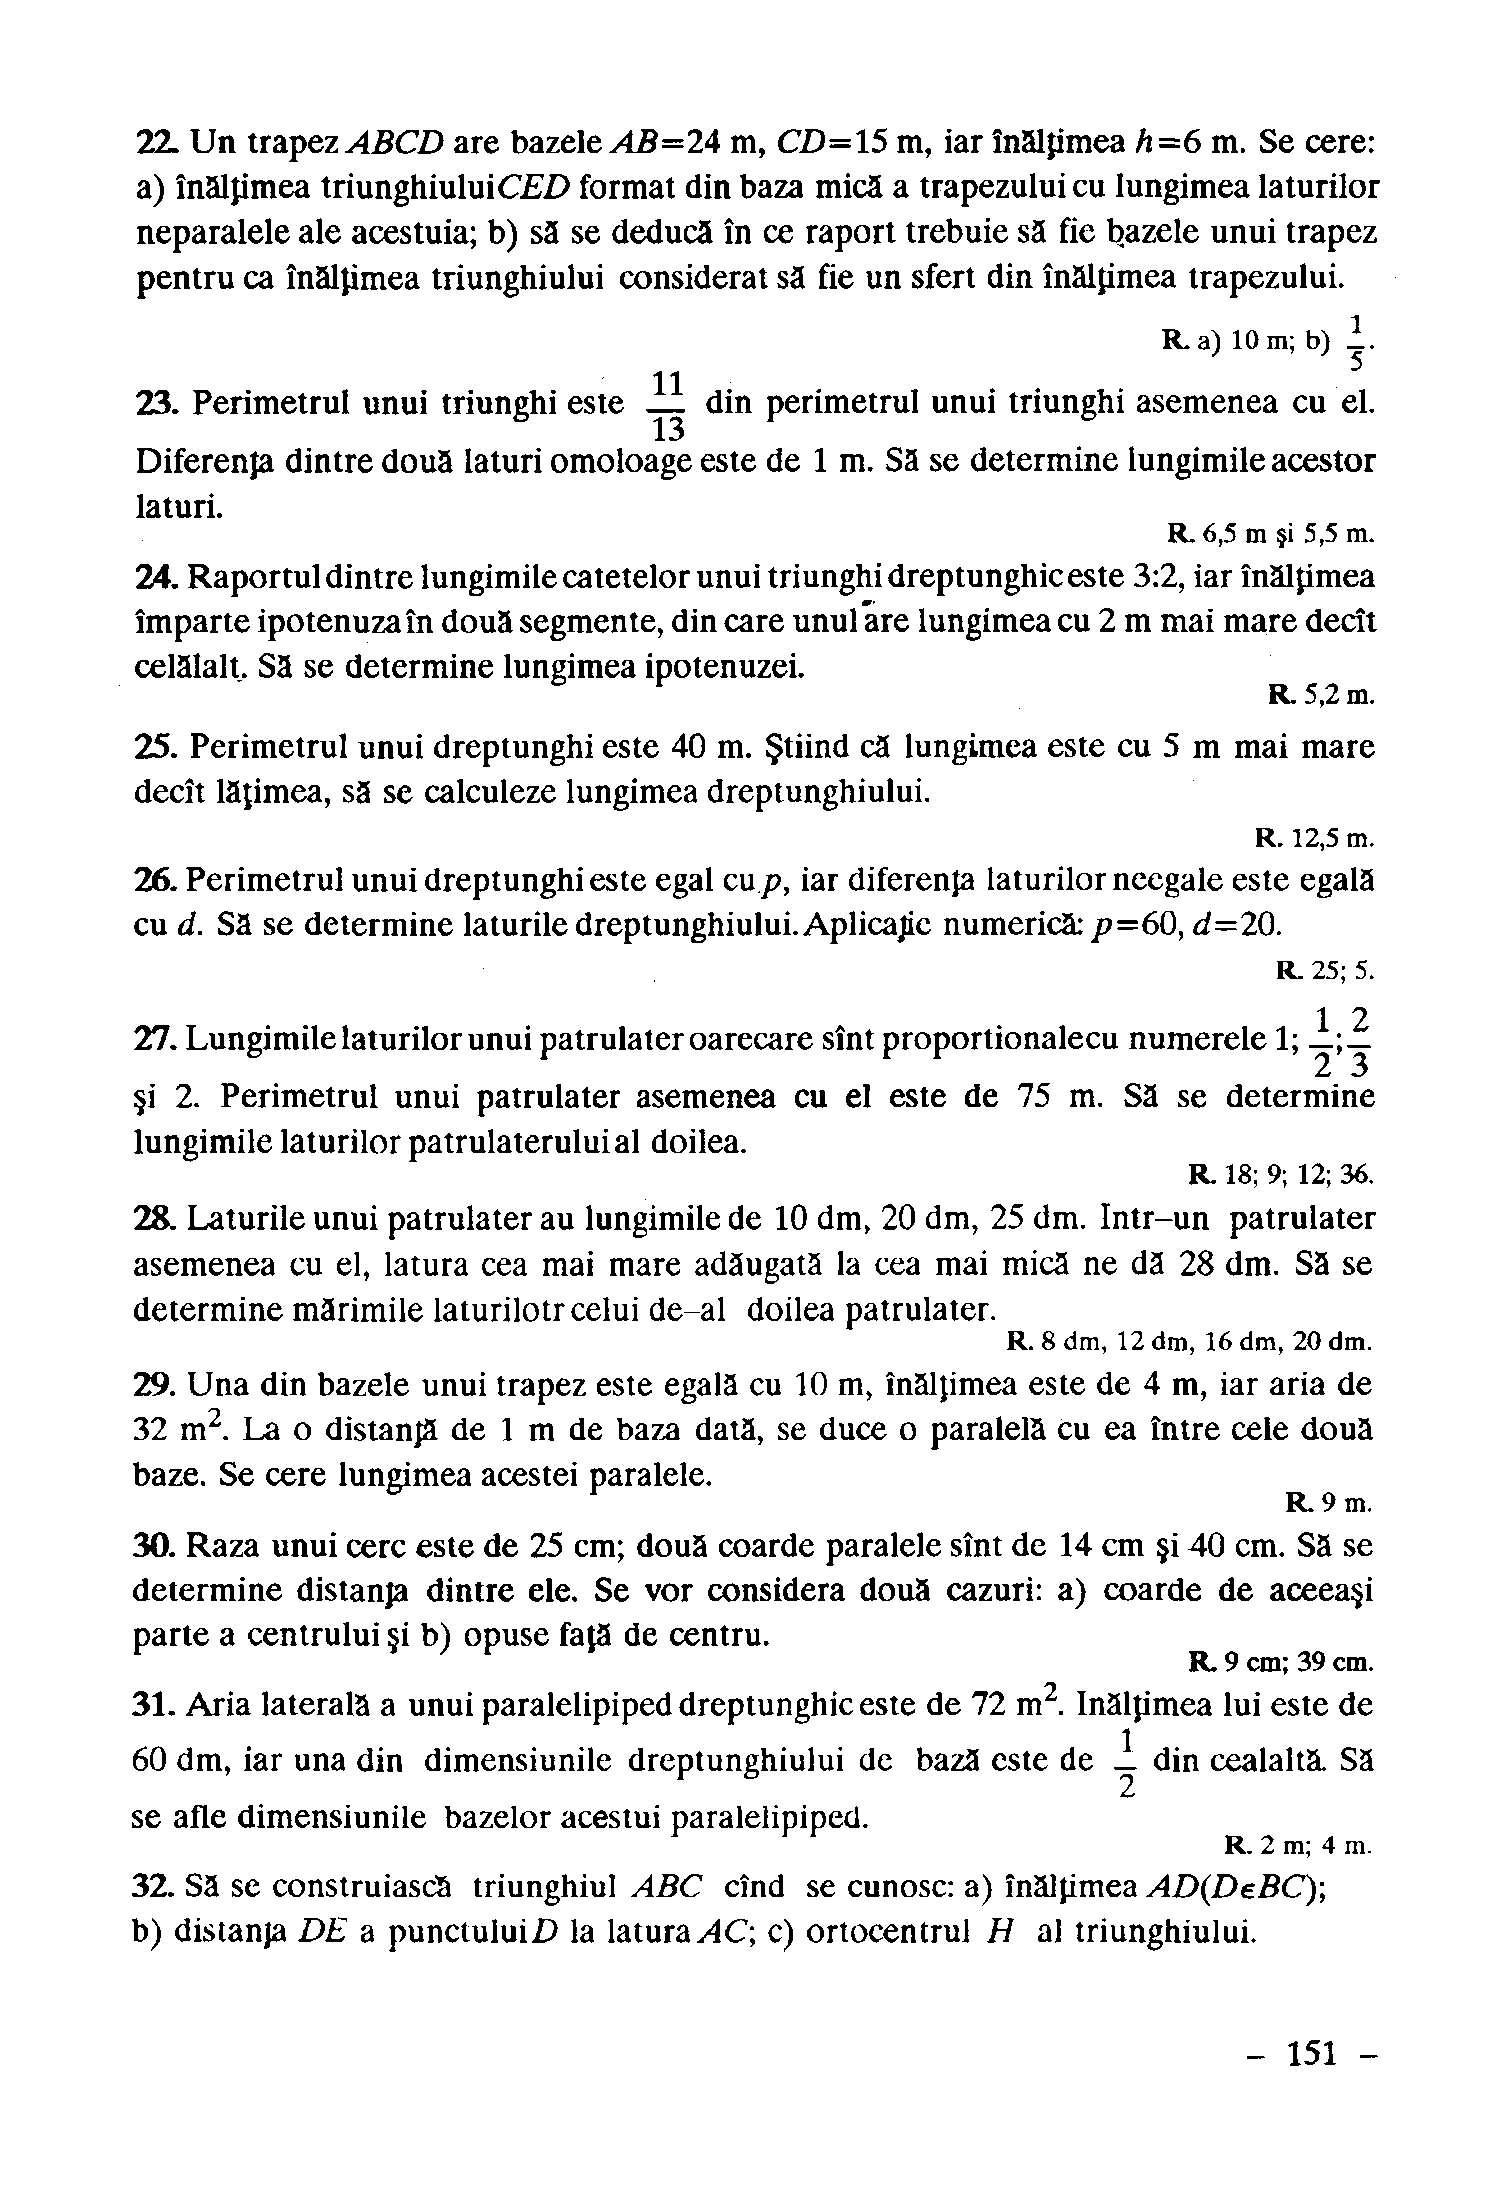 22. Un trapez ABCD are bazele AB=24 m, CD=15 m, iar înălţimea h=6 m. Se cere:
a) înălţimea triunghiului CED format din baza mică a trapezului cu lungimea laturilor
neparalele ale acestuia; b) să se deducă în ce raport trebuie să fie bazele unui trapez
pentru ca înălţimea triunghiului considerat să fie un sfert din înălţimea trapezului.
R. a) 10 m; b) 1/5.
23. Perimetrul unui triunghi este 11/13 din perimetrul unui triunghi asemenea cu el.
Diferenţa dintre două laturi omoloage este de 1 m. Să se determine lungimile acestor
laturi.
R. 6,5 m şi 5,5 m.
24. Raportul dintre lungimile catetelor unui triunghi dreptunghic este 3:2, iar înălţimea
împarte ipotenuza în două segmente, din care unul are lungimea cu 2 m mai mare decît
celălalt. Să se determine lungimea ipotenuzei.
R. 5,2 m.
25. Perimetrul unui dreptunghi este 40 m. Ştiind că lungimea este cu 5 m mai mare
decît lăţimea, să se calculeze lungimea dreptunghiului.
R. 12,5 m.
26. Perimetrul unui dreptunghi este egal cu p, iar diferenţa laturilor neegale este egală
cu d. Să se determine laturile dreptunghiului. Aplicaţie numerică: p=60, d=20.
R. 25; 5.
27. Lungimile laturilor unui patrulater oarecare sînt proportionale cu numerele 1; 1/2; 2/3
şi 2. Perimetrul unui patrulater asemenea cu el este de 75 m. Să se determine
lungimile laturilor patrulaterului al doilea.
R. 18; 9; 12; 36.
28. Laturile unui patrulater au lungimile de 10 dm, 20 dm, 25 dm. Intr-un patrulater
asemenea cu el, latura cea mai mare adăugată la cea mai mică ne dă 28 dm. Să se
determine mărimile laturilotr celui de-al doilea patrulater.
R. 8 dm, 12 dm, 16 dm, 20 dm.
29. Una din bazele unui trapez este egală cu 10 m, înălţimea este de 4 m, iar aria de
32 m². La o distanţă de 1 m de baza dată, se duce o paralelă cu ea între cele două
baze. Se cere lungimea acestei paralele.
R. 9 m.
30. Raza unui cerc este de 25 cm; două coarde paralele sînt de 14 cm şi 40 cm. Să se
determine distanţa dintre ele. Se vor considera două cazuri: a) coarde de aceeaşi
parte a centrului şi b) opuse faţă de centru.
R. 9 cm; 39 cm.
31. Aria laterală a unui paralelipiped dreptunghic este de 72 m². Inălţimea lui este de
60 dm, iar una din dimensiunile dreptunghiului de bază este de 1/2 din cealaltă. Să
se afle dimensiunile bazelor acestui paralelipiped.
R. 2 m; 4 m.
32. Să se construiască triunghiul ABC cînd se cunosc: a) înălţimea AD(D∈BC);
b) distanţa DE a punctului D la latura AC; c) ortocentrul H al triunghiului.
– 151 –